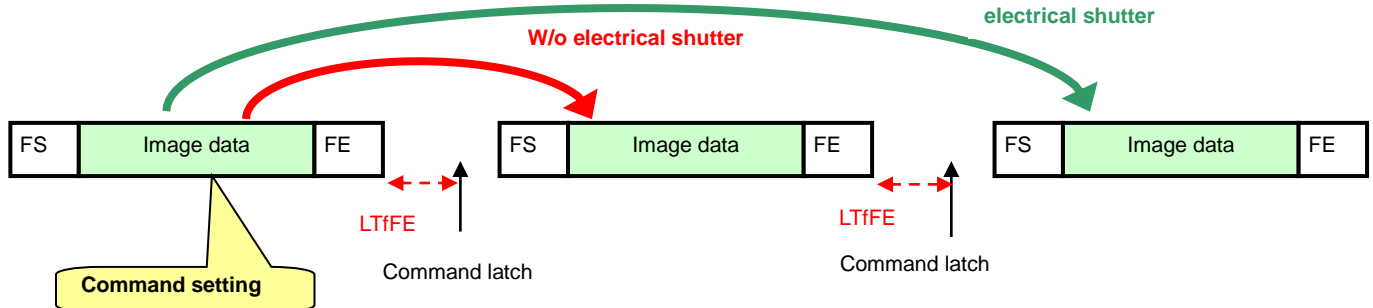 electrical shutter
W/o electrical shutter
FS Image data FE FS Image data FE FS Image data FE
LTfFE LTfFE
Command latch Command latch
Command setting